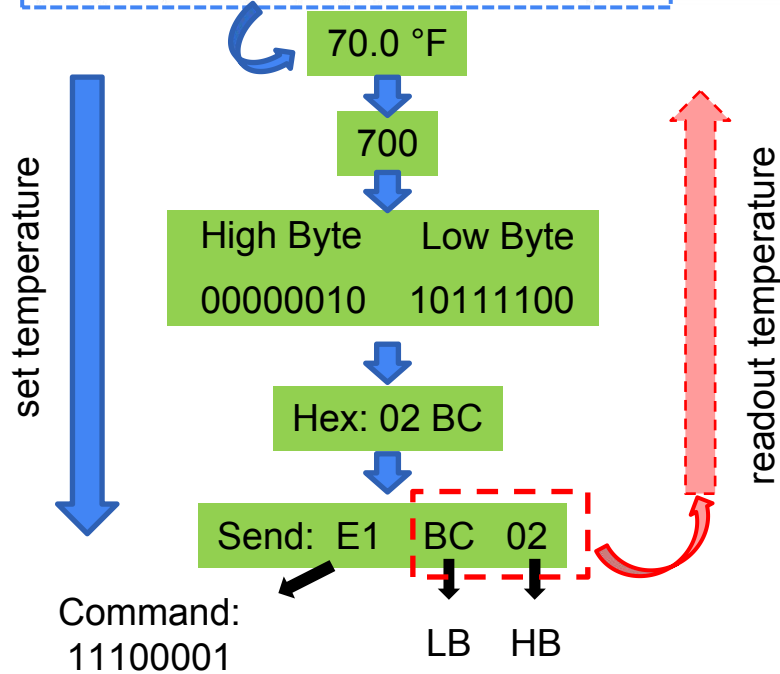 70.0 °F
700
High Byte Low Byte
00000010 10111100
Hex: 02 BC
Send: E1 BC 02
Command:
11100001
LB HB
set temperature
readout temperature